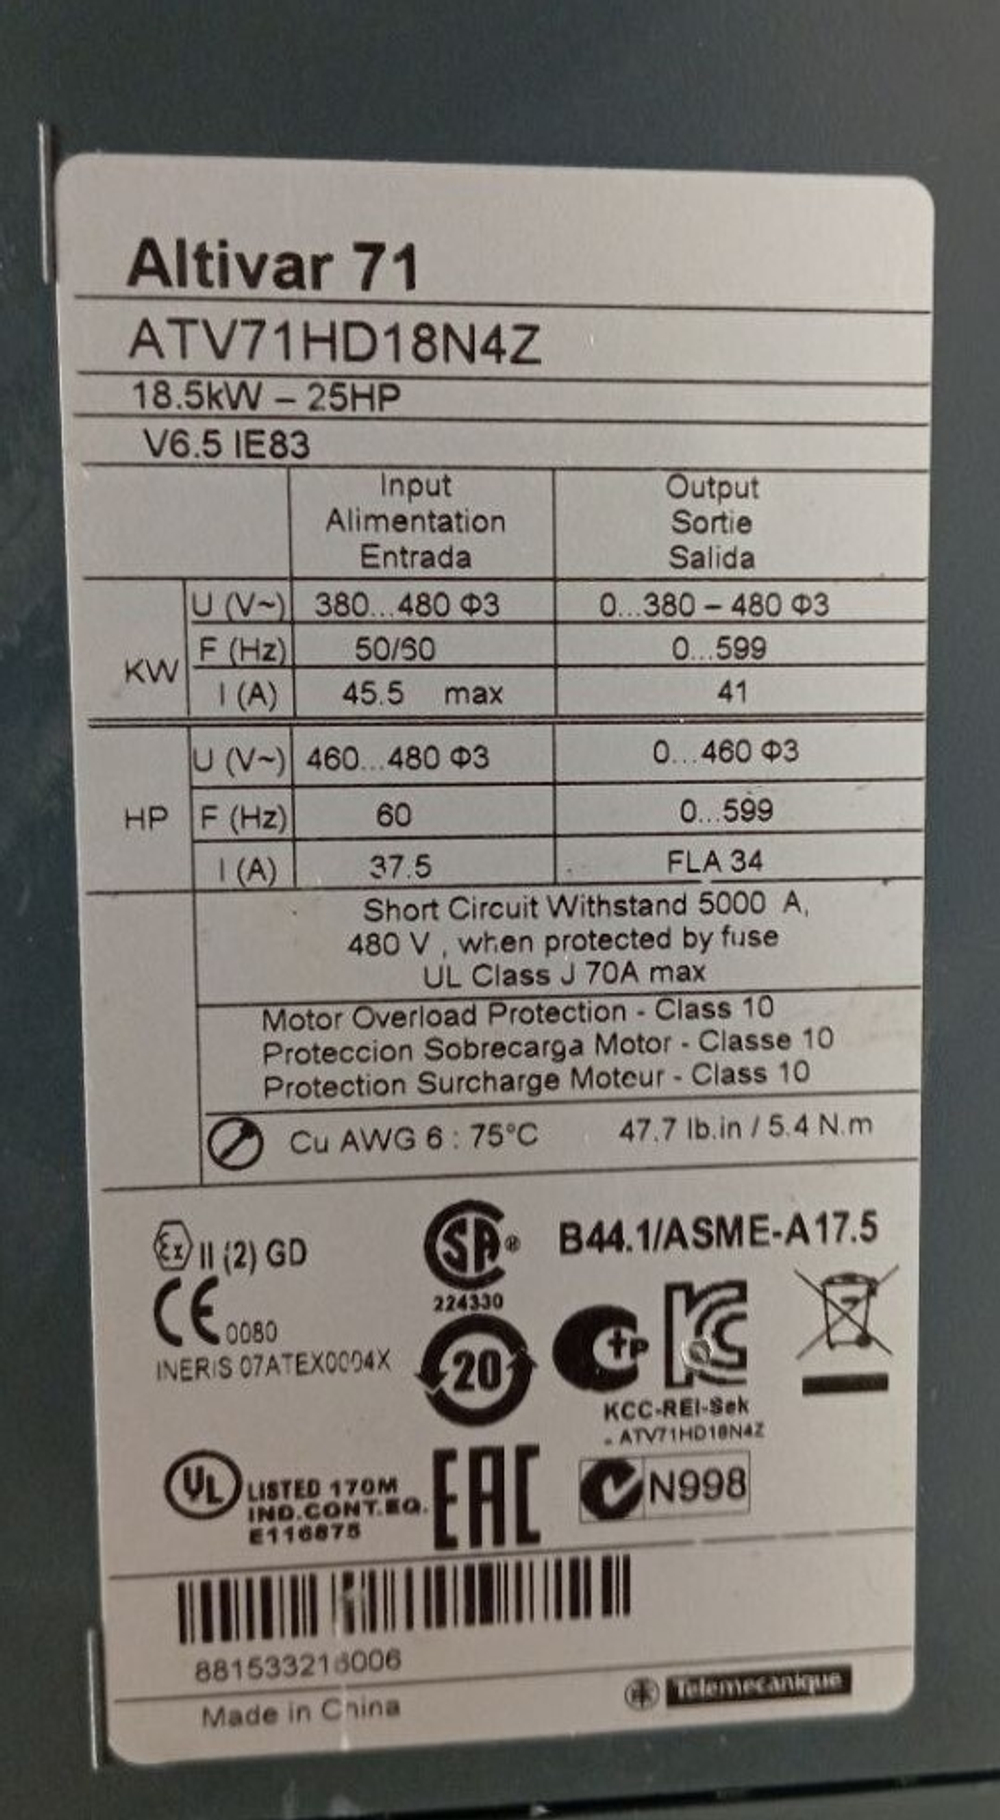 Altivar 71
ATV71HD18N4Z
18.5kW – 25HP
V6.5 IE83
Input Output
Alimentation Sortie
Entrada Salida
KW
U (V~) 380...480 Φ3 0...380 – 480 Φ3
F (Hz) 50/60 0...599
I (A) 45.5 max 41
HP
U (V~) 460...480 Φ3 0...460 Φ3
F (Hz) 60 0...599
I (A) 37.5 FLA 34
Short Circuit Withstand 5000 A,
480 V , when protected by fuse
UL Class J 70A max
Motor Overload Protection - Class 10
Proteccion Sobrecarga Motor - Classe 10
Protection Surcharge Moteur - Class 10
Cu AWG 6 : 75°C 47.7 lb.in / 5.4 N.m
Ex II (2) GD
SA® B44.1/ASME-A17.5
224330
CE 0080
INERIS 07ATEX0004X
20
KCC-REI-Sek
- ATV71HD18N4Z
UL LISTED 170M
IND.CONT.EQ.
E116875
EAC
N998
Made in China
Telemecanique